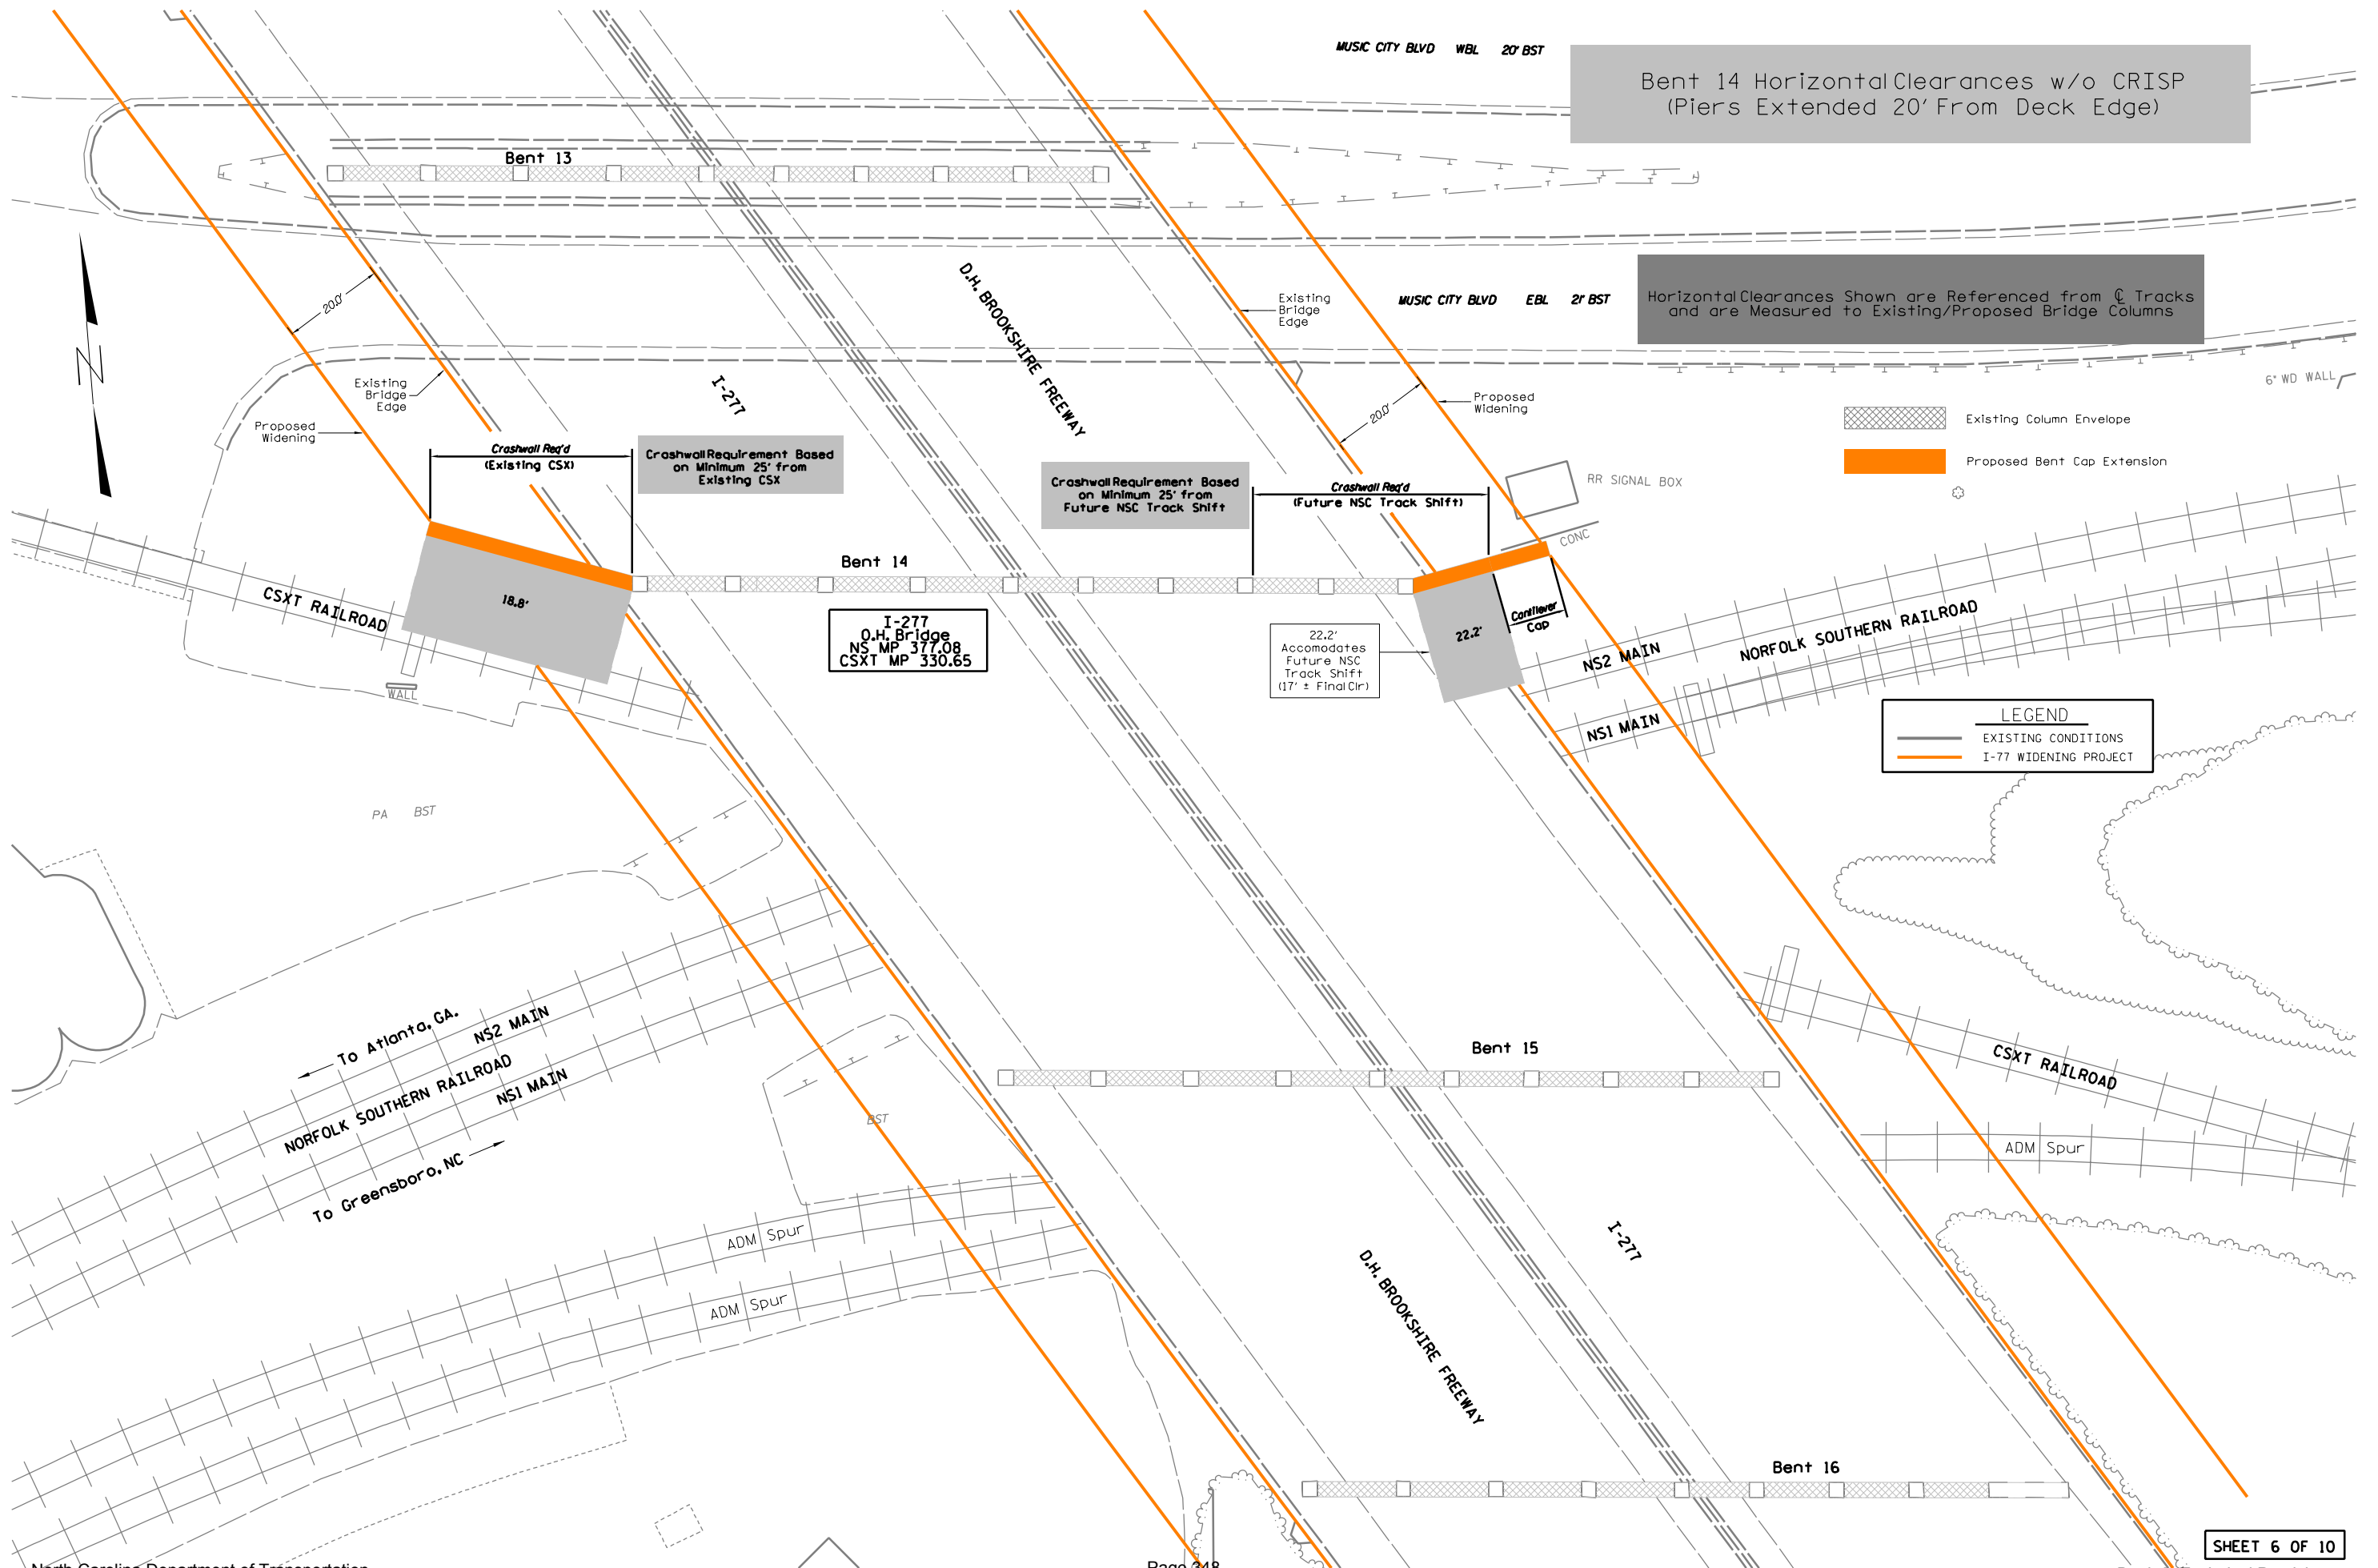 MUSIC CITY BLVD WBL 20' BST
Bent 14 Horizontal Clearances w/o CRISP
(Piers Extended 20' From Deck Edge)
Bent 13
N
20.0'
Existing
Bridge
Edge
Proposed
Widening
D.H. BROOKSHIRE FREEWAY
I-277
Existing
Bridge
Edge
MUSIC CITY BLVD EBL 21' BST
Horizontal Clearances Shown are Referenced from ℄ Tracks
and are Measured to Existing/Proposed Bridge Columns
6" WD WALL
20.0'
Proposed
Widening
Existing Column Envelope
Proposed Bent Cap Extension
Crashwall Req'd
(Existing CSX)
Crashwall Requirement Based
on Minimum 25' from
Existing CSX
Crashwall Requirement Based
on Minimum 25' from
Future NSC Track Shift
Crashwall Req'd
(Future NSC Track Shift)
RR SIGNAL BOX
CONC
Bent 14
18.8'
CSXT RAILROAD
WALL
I-277
O.H. Bridge
NS MP 377.08
CSXT MP 330.65
22.2'
Accomodates
Future NSC
Track Shift
(17' ± Final Clr)
22.2'
Cantilever
Cap
NS2 MAIN
NORFOLK SOUTHERN RAILROAD
NS1 MAIN
LEGEND
EXISTING CONDITIONS
I-77 WIDENING PROJECT
PA BST
To Atlanta, GA.
NS2 MAIN
NORFOLK SOUTHERN RAILROAD
NS1 MAIN
To Greensboro, NC
BST
Bent 15
CSXT RAILROAD
ADM Spur
ADM Spur
ADM Spur
I-277
D.H. BROOKSHIRE FREEWAY
Bent 16
SHEET 6 OF 10
North Carolina Department of Transportation
Page 348